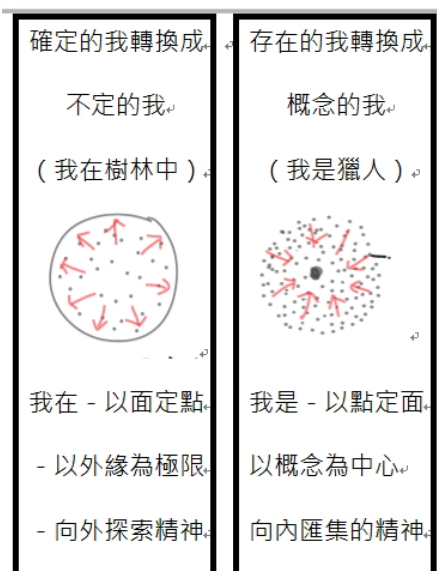 確定的我轉換成
不定的我
（我在樹林中）
我在 - 以面定點
- 以外緣為極限
- 向外探索精神
存在的我轉換成
概念的我
（我是獵人）
我是 - 以點定面
以概念為中心
向內匯集的精神